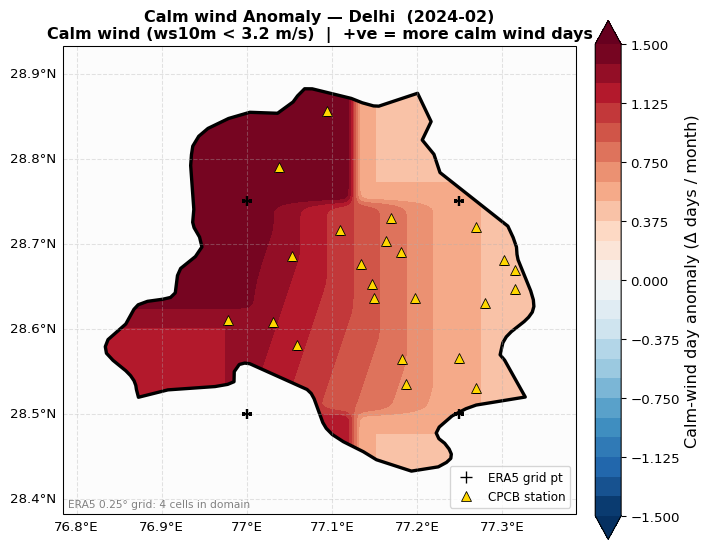 Calm wind Anomaly — Delhi  (2024-02)
Calm wind (ws10m < 3.2 m/s)  |  +ve = more calm wind days
28.9°N
28.8°N
28.7°N
28.6°N
28.5°N
28.4°N
76.8°E
76.9°E
77°E
77.1°E
77.2°E
77.3°E
ERA5 0.25° grid: 4 cells in domain
ERA5 grid pt
CPCB station
1.500
1.125
0.750
0.375
0.000
−0.375
−0.750
−1.125
−1.500
Calm-wind day anomaly (Δ days / month)